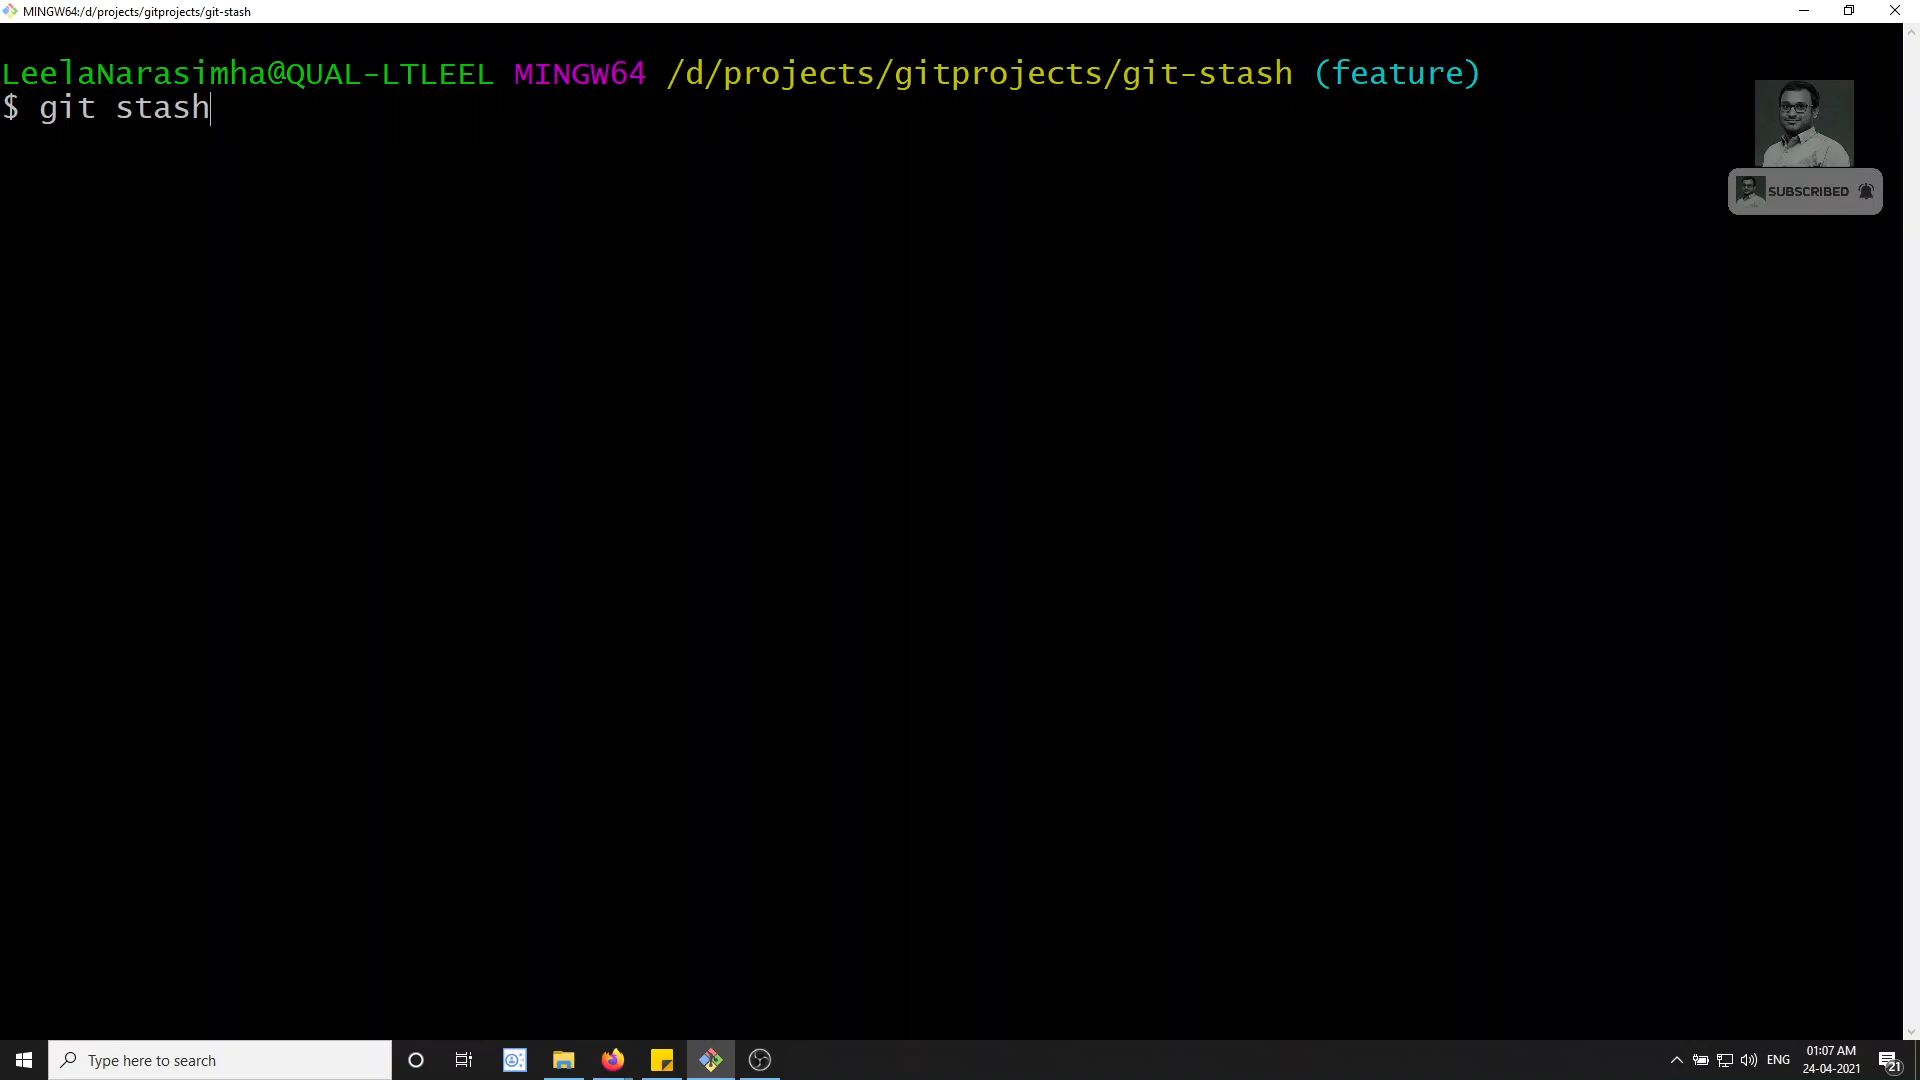 MINGW64:/d/projects/gitprojects/git-stash
LeelaNarasimha@QUAL-LTLEEL MINGW64 /d/projects/gitprojects/git-stash (feature)
$ git stash
SUBSCRIBED
Type here to search
ENG
01:07 AM
24-04-2021
21